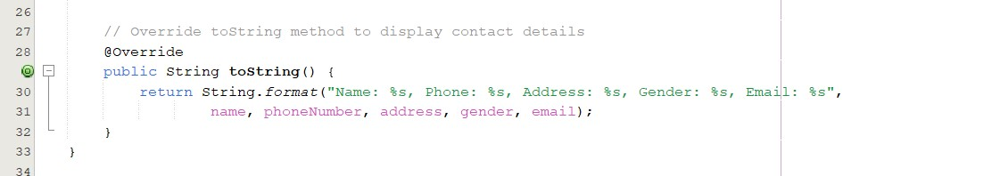 26
27 // Override toString method to display contact details
28 @Override
public String toString() {
30 return String.format("Name: %s, Phone: %s, Address: %s, Gender: %s, Email: %s",
31 name, phoneNumber, address, gender, email);
32 }
33 }
34